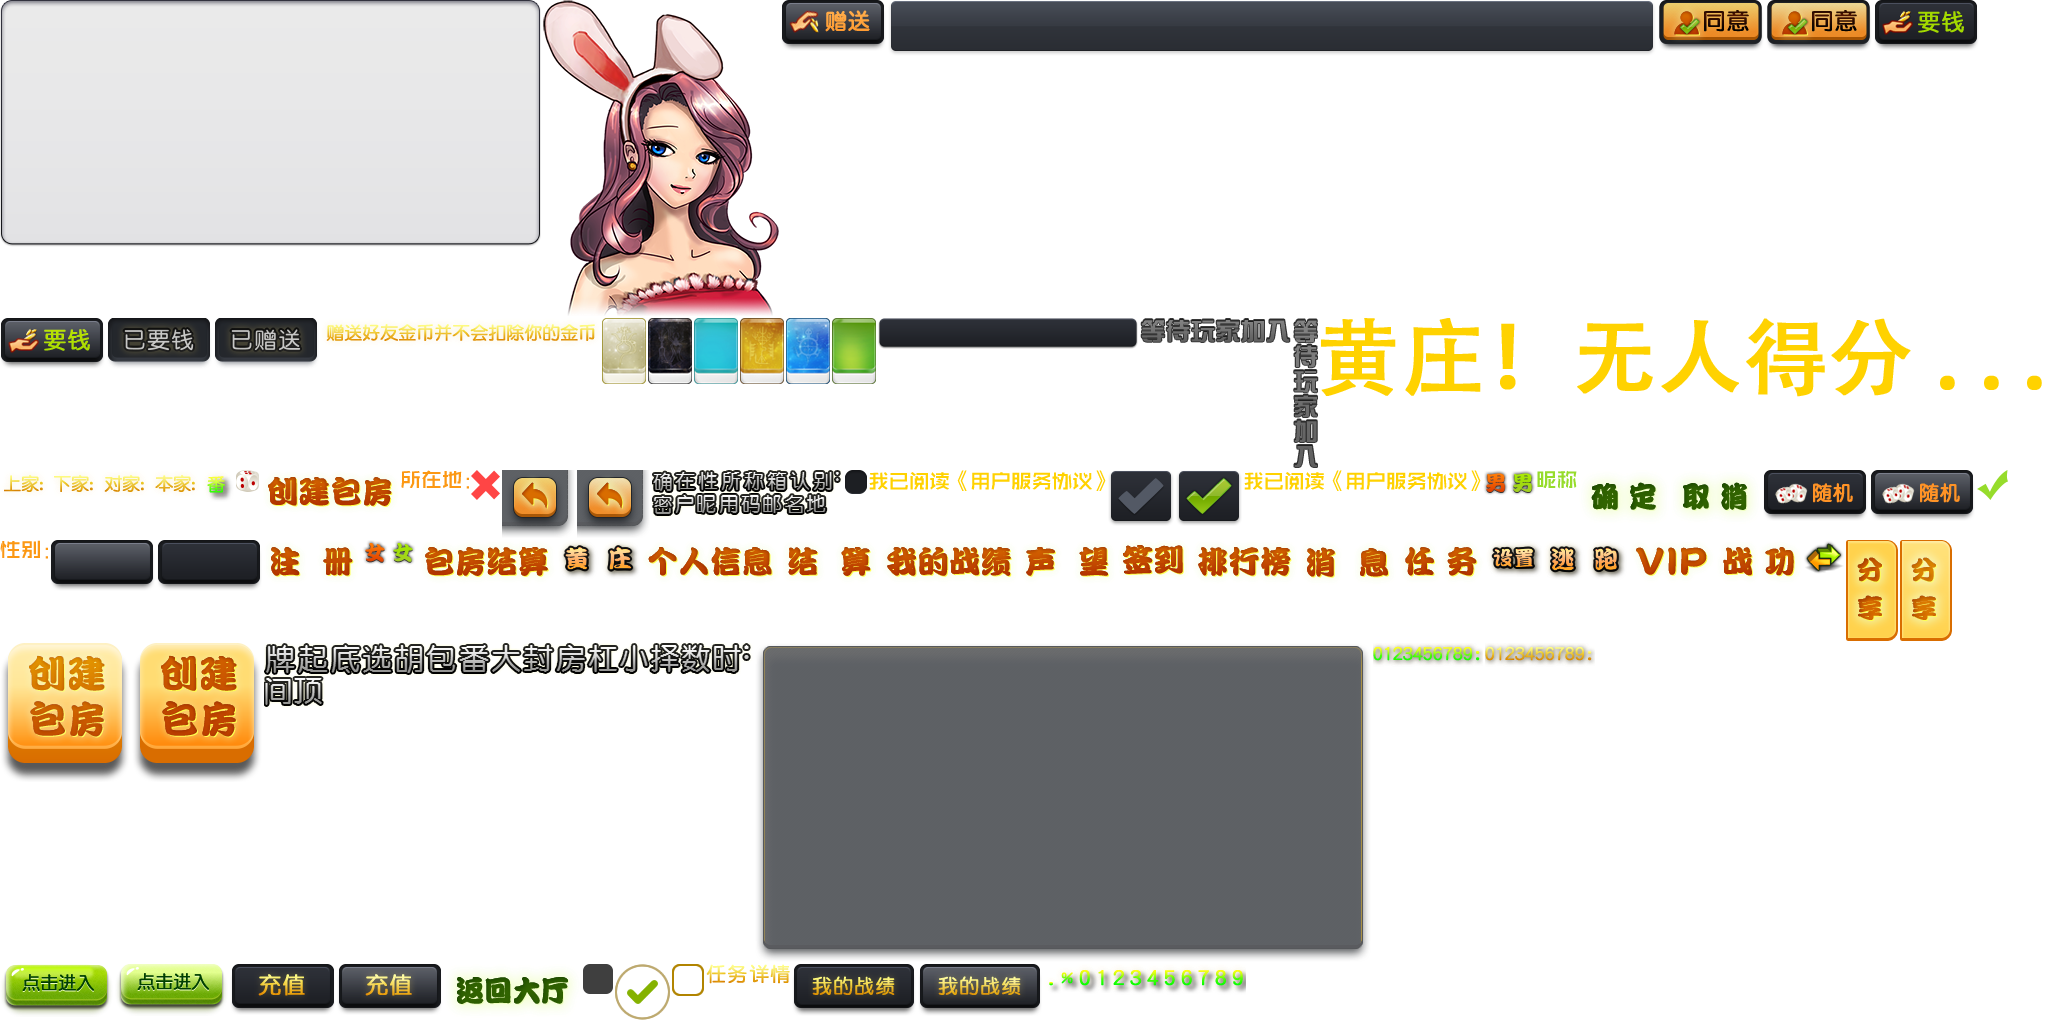 赠送
同意
同意
要钱
要钱
已要钱
已赠送
赠送好友金币并不会扣除你的金币
等待玩家加入
等待玩家加入
黄庄！无人得分...
上家:
下家:
对家:
本家:
番
创建包房
所在地:
确在性所称箱认别:
密户昵用码邮名地
我已阅读《用户服务协议》
我已阅读《用户服务协议》
男
男
昵称
确定
取消
随机
随机
性别:
注册
女
女
包房结算
黄庄
个人信息
结算
我的战绩
声望
签到
排行榜
消息
任务
设置
逃跑
VIP
战功
分享
分享
创建包房
创建包房
牌起底选胡包番大封房杠小择数时:
间顶
0123456789:
0123456789:
点击进入
点击进入
充值
充值
返回大厅
任务详情
我的战绩
我的战绩
.×0123456789